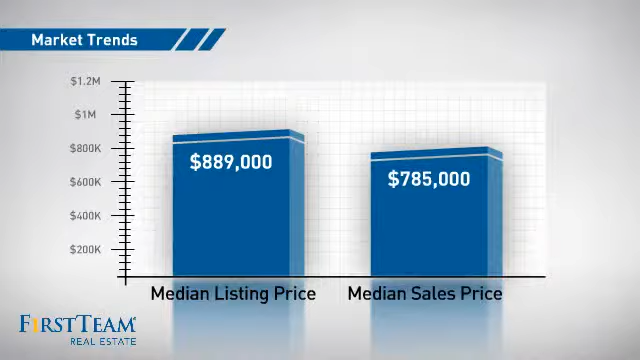 Market Trends
$1.2M
$1M
$800K
$600K
$400K
$200K
$889,000
$785,000
Median Listing Price
Median Sales Price
FIRSTTEAM®
REAL ESTATE